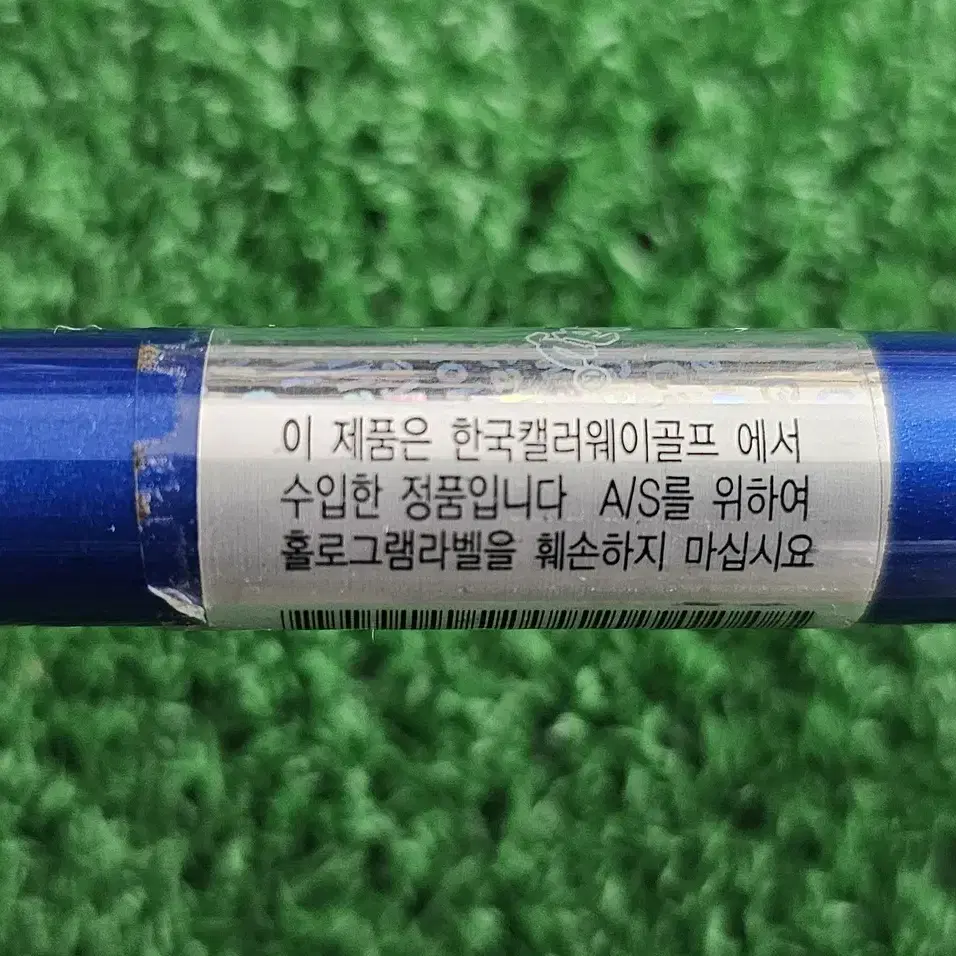 이 제품은 한국캘러웨이골프 에서
수입한 정품입니다 A/S를 위하여
홀로그램라벨을 훼손하지 마십시요